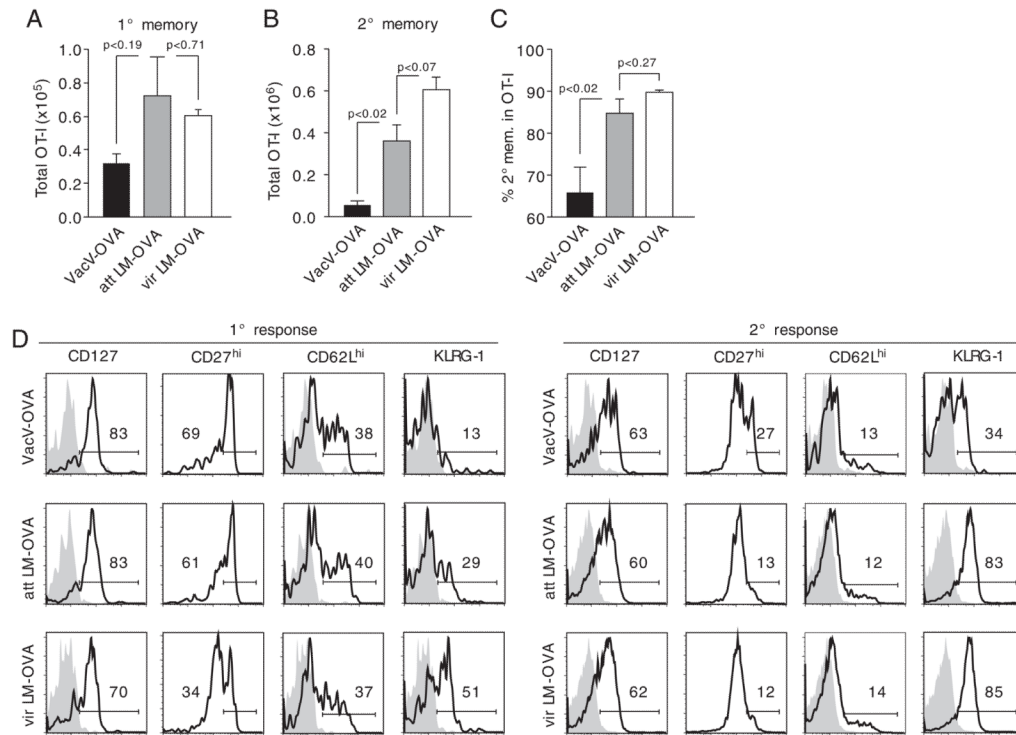 A
1° memory
p<0.19
p<0.71
Total OT-I (x10⁵)
1.0
0.8
0.6
0.4
0.2
0.0
VacV-OVA
att LM-OVA
vir LM-OVA
B
2° memory
p<0.07
p<0.02
Total OT-I (x10⁶)
0.8
0.6
0.4
0.2
0.0
VacV-OVA
att LM-OVA
vir LM-OVA
C
p<0.27
p<0.02
% 2° mem. in OT-I
100
90
80
70
60
VacV-OVA
att LM-OVA
vir LM-OVA
D
1° response
CD127 CD27hi CD62Lhi KLRG-1
VacV-OVA
83 69 38 13
att LM-OVA
83 61 40 29
vir LM-OVA
70 34 37 51
2° response
CD127 CD27hi CD62Lhi KLRG-1
VacV-OVA
63 27 13 34
att LM-OVA
60 13 12 83
vir LM-OVA
62 12 14 85